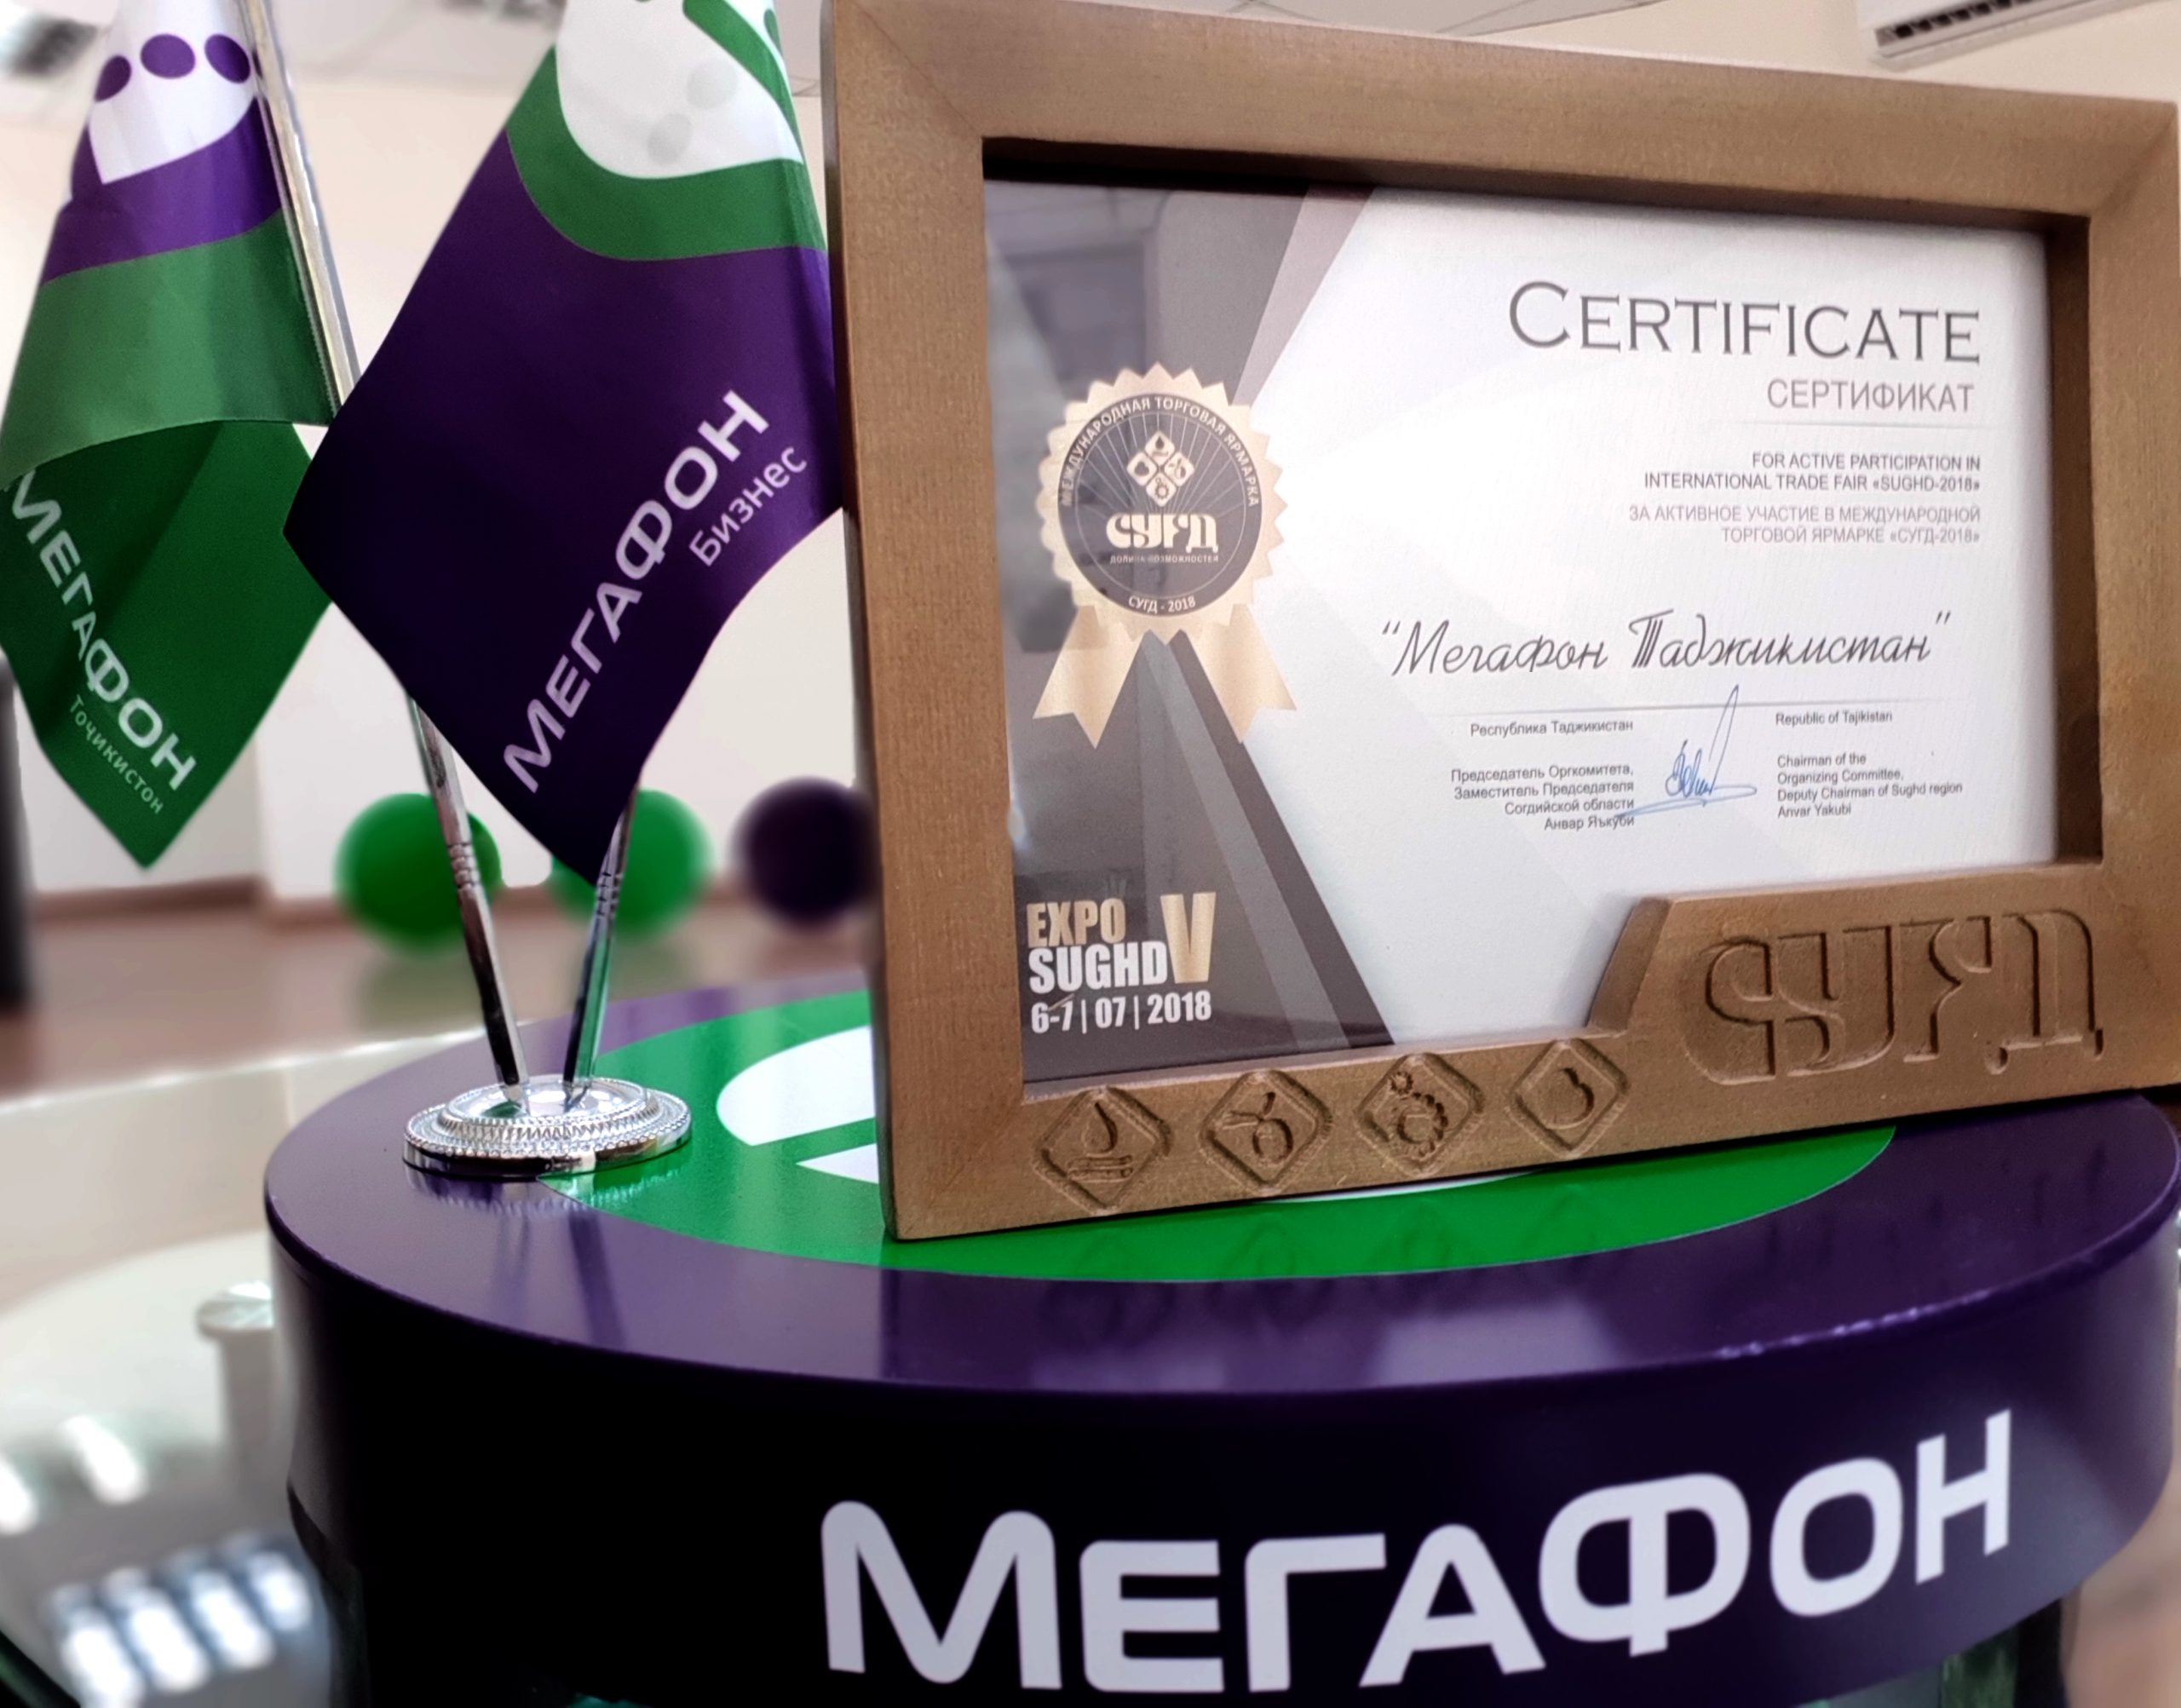 МЕГАФОН
Тоҷикистон
МЕГАФОН
Бизнес
CERTIFICATE
СЕРТИФИКАТ
FOR ACTIVE PARTICIPATION IN
INTERNATIONAL TRADE FAIR «SUGHD-2018»
ЗА АКТИВНОЕ УЧАСТИЕ В МЕЖДУНАРОДНОЙ
ТОРГОВОЙ ЯРМАРКЕ «СУГД-2018»
МЕЖДУНАРОДНАЯ ТОРГОВАЯ ЯРМАРКА
СУҒД
ДОЛИНА ВОЗМОЖНОСТЕЙ
СУГД - 2018
"Мегафон Таджикистан"
Республика Таджикистан
Председатель Оргкомитета,
Заместитель Председателя
Согдийской области
Анвар Яъкуби
Republic of Tajikistan
Chairman of the
Organizing Committee,
Deputy Chairman of Sughd region
Anvar Yakubi
EXPO
SUGHD V
6-7 | 07 | 2018
СУҒД
МЕГАФОН